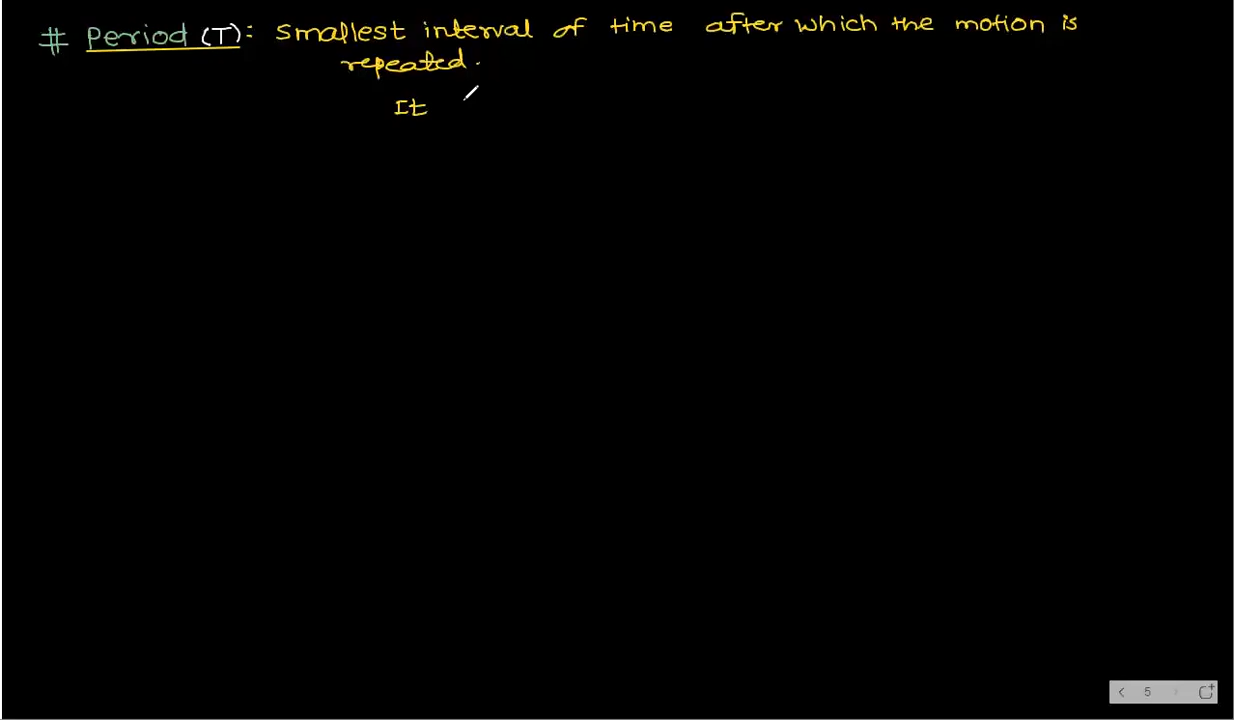 # Period (T): smallest interval of time after which the motion is
repeated.
It
5